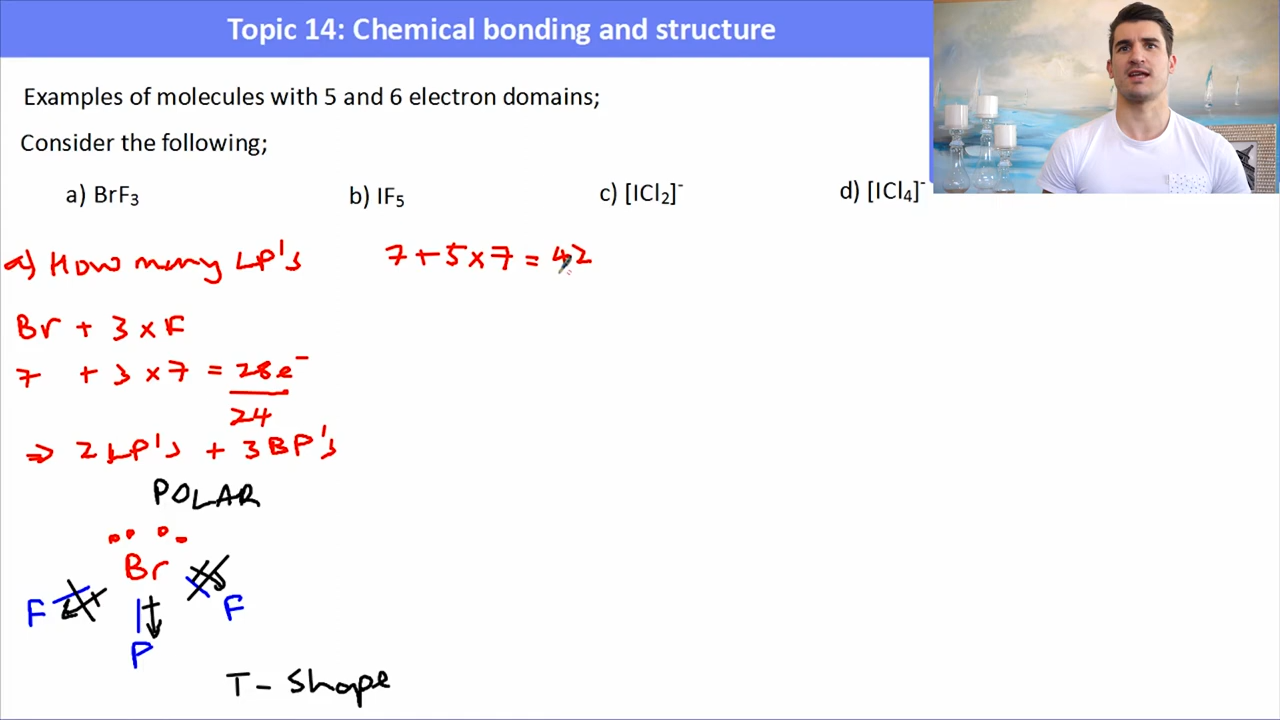 Topic 14: Chemical bonding and structure
Examples of molecules with 5 and 6 electron domains;
Consider the following;
a) BrF₃ b) IF₅ c) [ICl₂]⁻ d) [ICl₄]⁻
a) How many LP's
7 + 5 × 7 = 42
Br + 3 × F
7 + 3 × 7 = 28e⁻
24
⇒ 2 LP's + 3 BP's
POLAR
Br
F F
P
T - Shape